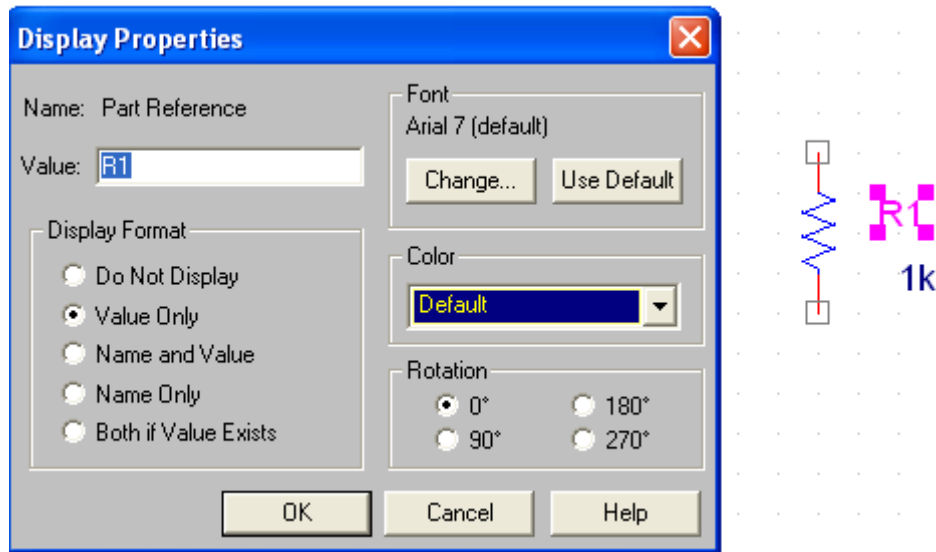 Display Properties
Name: Part Reference
Value: R1
Display Format
Do Not Display
Value Only
Name and Value
Name Only
Both if Value Exists
Font
Arial 7 (default)
Change... Use Default
Color
Default
Rotation
0° 180°
90° 270°
OK Cancel Help
R1
1k